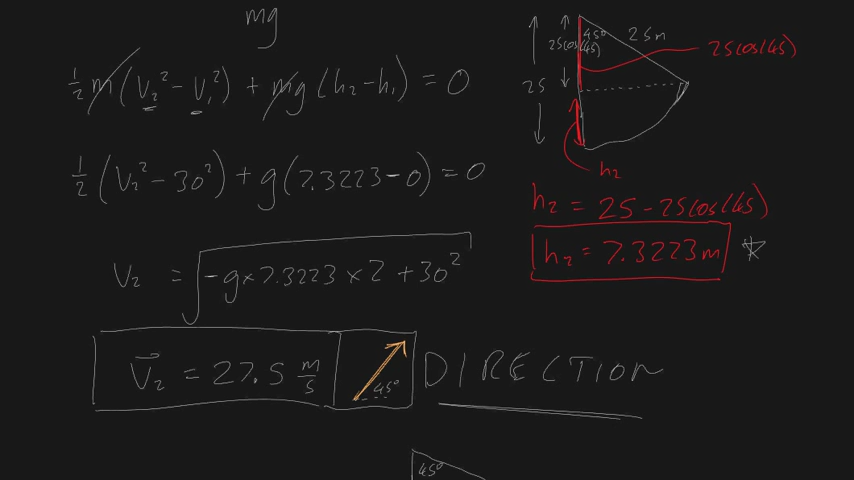 mg
½m(V₂² - V₁²) + mg(h₂ - h₁) = 0
½(V₂² - 30²) + g(7.3223 - 0) = 0
V₂ = √(-g × 7.3223 × 2 + 30²)
V⃗₂ = 27.5 m/s 45° DIRECTION
45° 25m
25cos(45) 25cos(45)
25
h₂
h₂ = 25 - 25cos(45)
h₂ = 7.3223m
45°